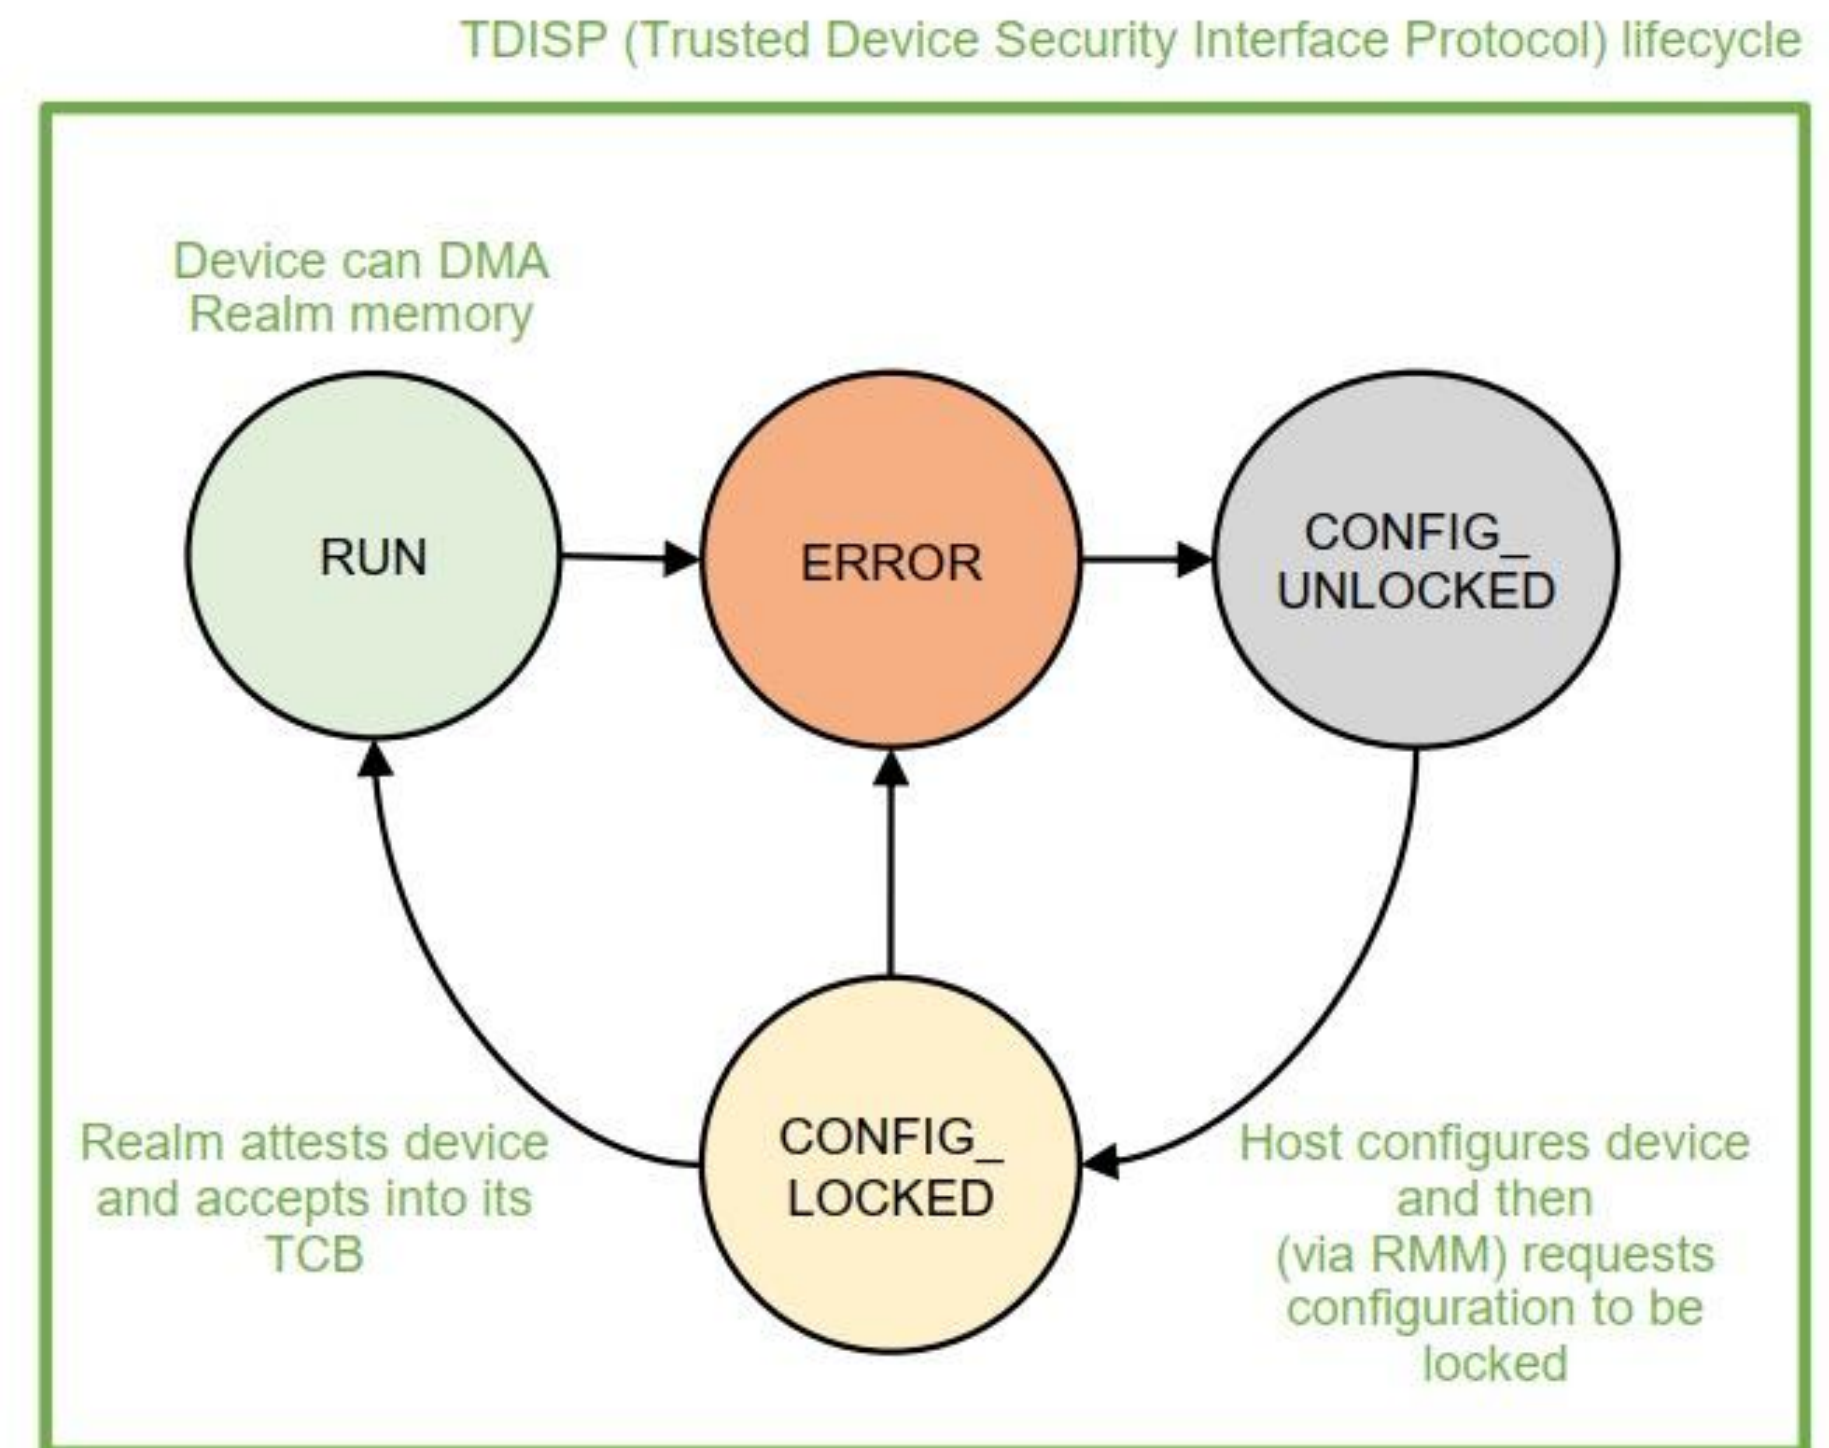 TDISP (Trusted Device Security Interface Protocol) lifecycle
Device can DMA
Realm memory
RUN
ERROR
CONFIG_
UNLOCKED
CONFIG_
LOCKED
Realm attests device
and accepts into its
TCB
Host configures device
and then
(via RMM) requests
configuration to be
locked